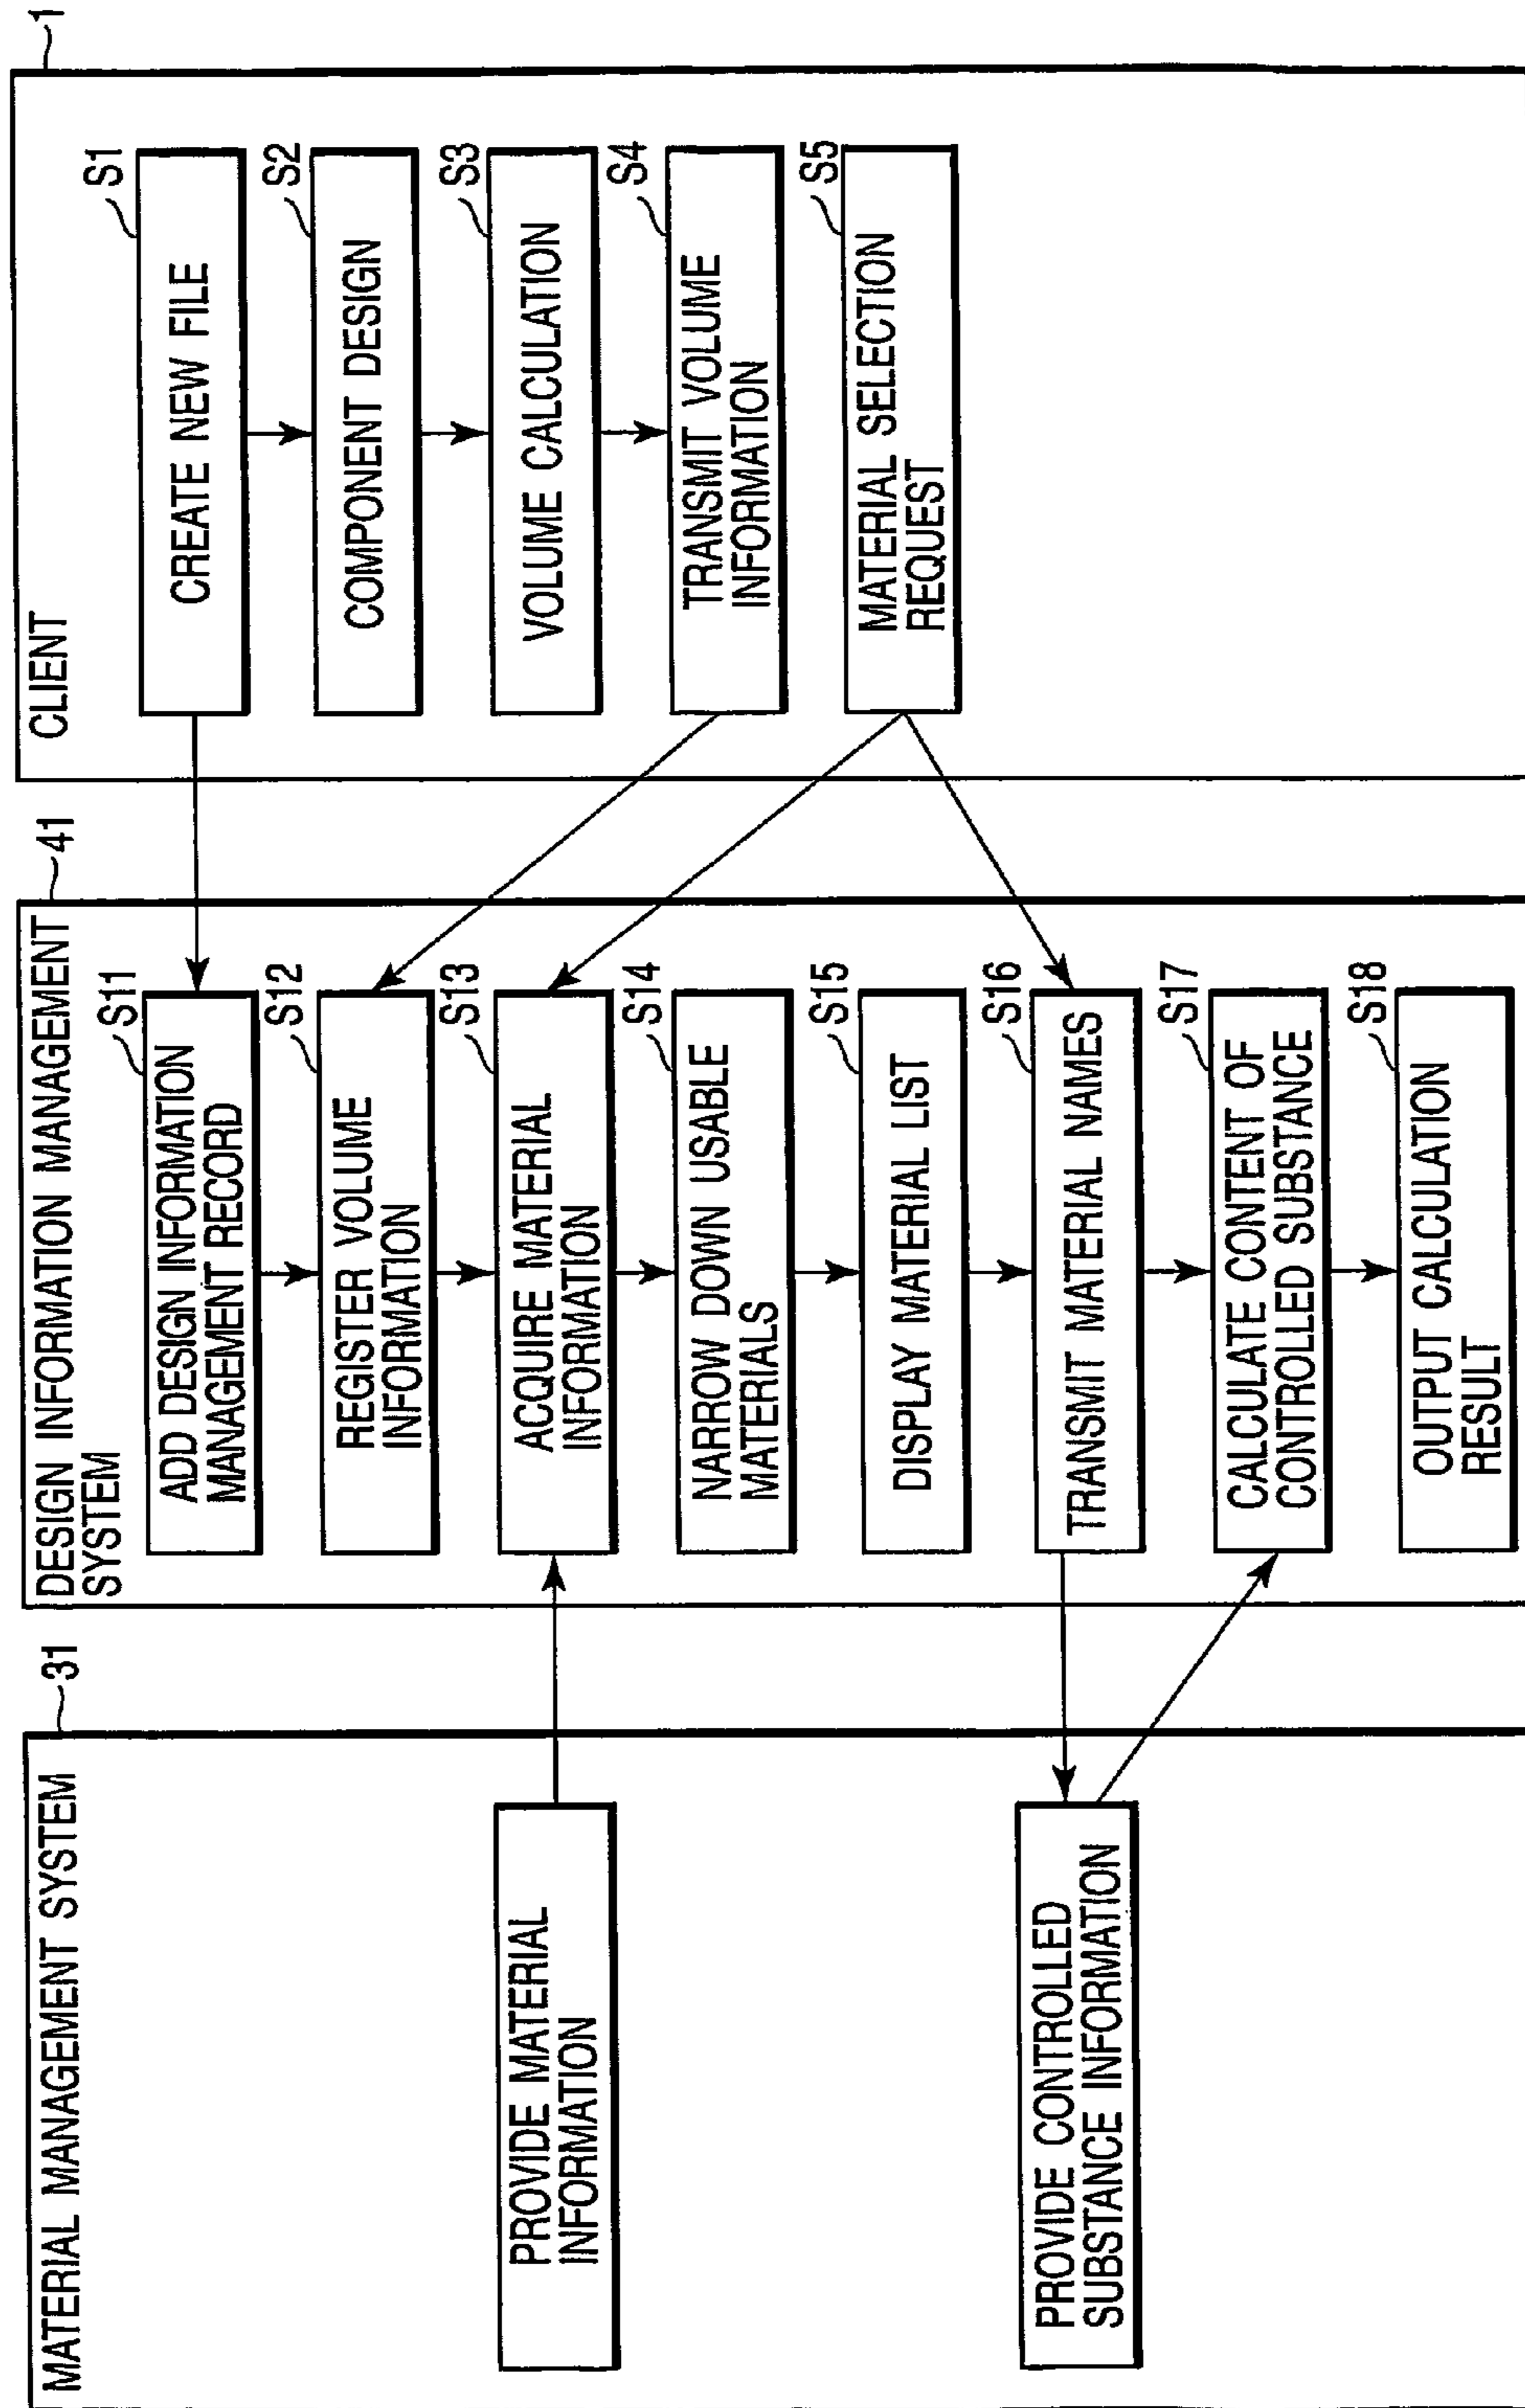 MATERIAL MANAGEMENT SYSTEM
31
PROVIDE MATERIAL
INFORMATION
PROVIDE CONTROLLED
SUBSTANCE INFORMATION
DESIGN INFORMATION MANAGEMENT
SYSTEM
41
S11
ADD DESIGN INFORMATION
MANAGEMENT RECORD
S12
REGISTER VOLUME
INFORMATION
S13
ACQUIRE MATERIAL
INFORMATION
S14
NARROW DOWN USABLE
MATERIALS
S15
DISPLAY MATERIAL LIST
S16
TRANSMIT MATERIAL NAMES
S17
CALCULATE CONTENT OF
CONTROLLED SUBSTANCE
S18
OUTPUT CALCULATION
RESULT
CLIENT
1
S1
CREATE NEW FILE
S2
COMPONENT DESIGN
S3
VOLUME CALCULATION
S4
TRANSMIT VOLUME
INFORMATION
S5
MATERIAL SELECTION
REQUEST